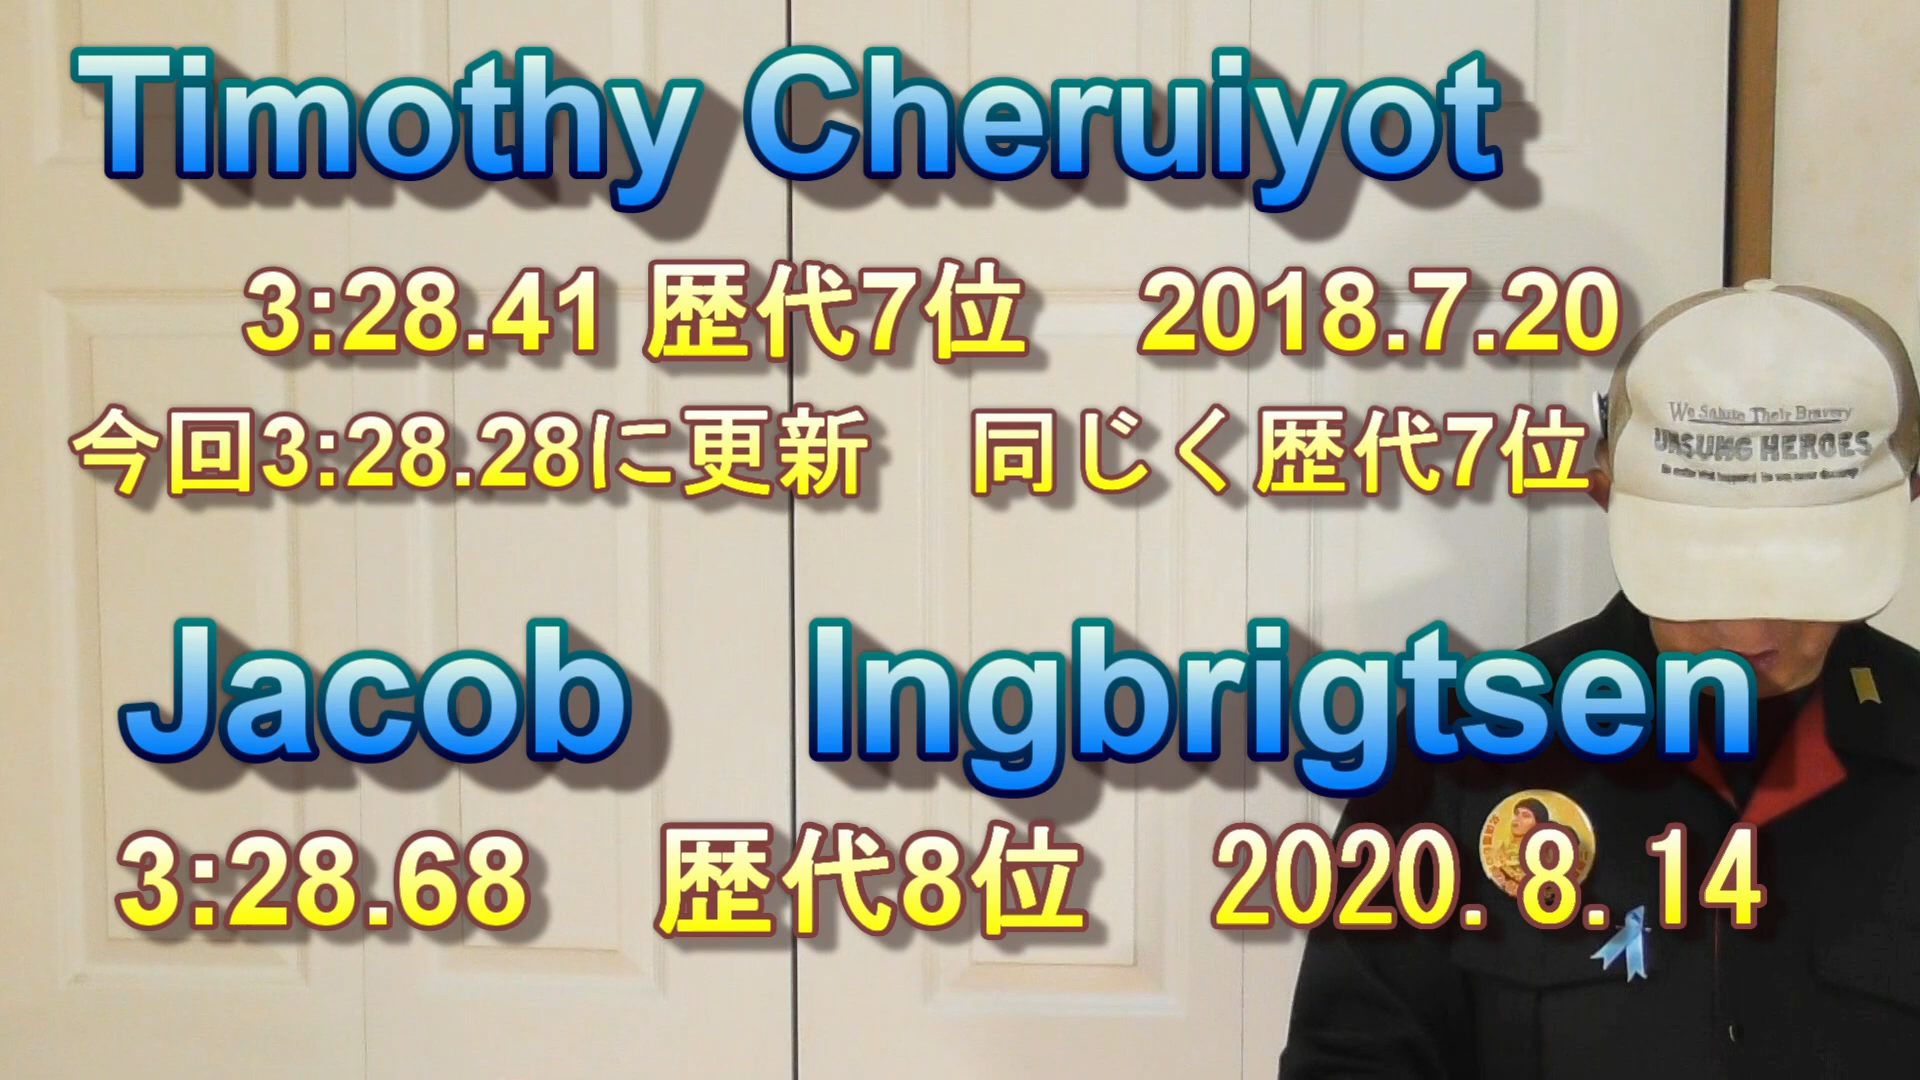 Timothy Cheruiyot
3:28.41 歴代7位 2018.7.20
今回3:28.28に更新 同じく歴代7位
We Salute Their Bravery
UNSUNG HEROES
Jacob Ingbrigtsen
3:28.68 歴代8位 2020.8.14